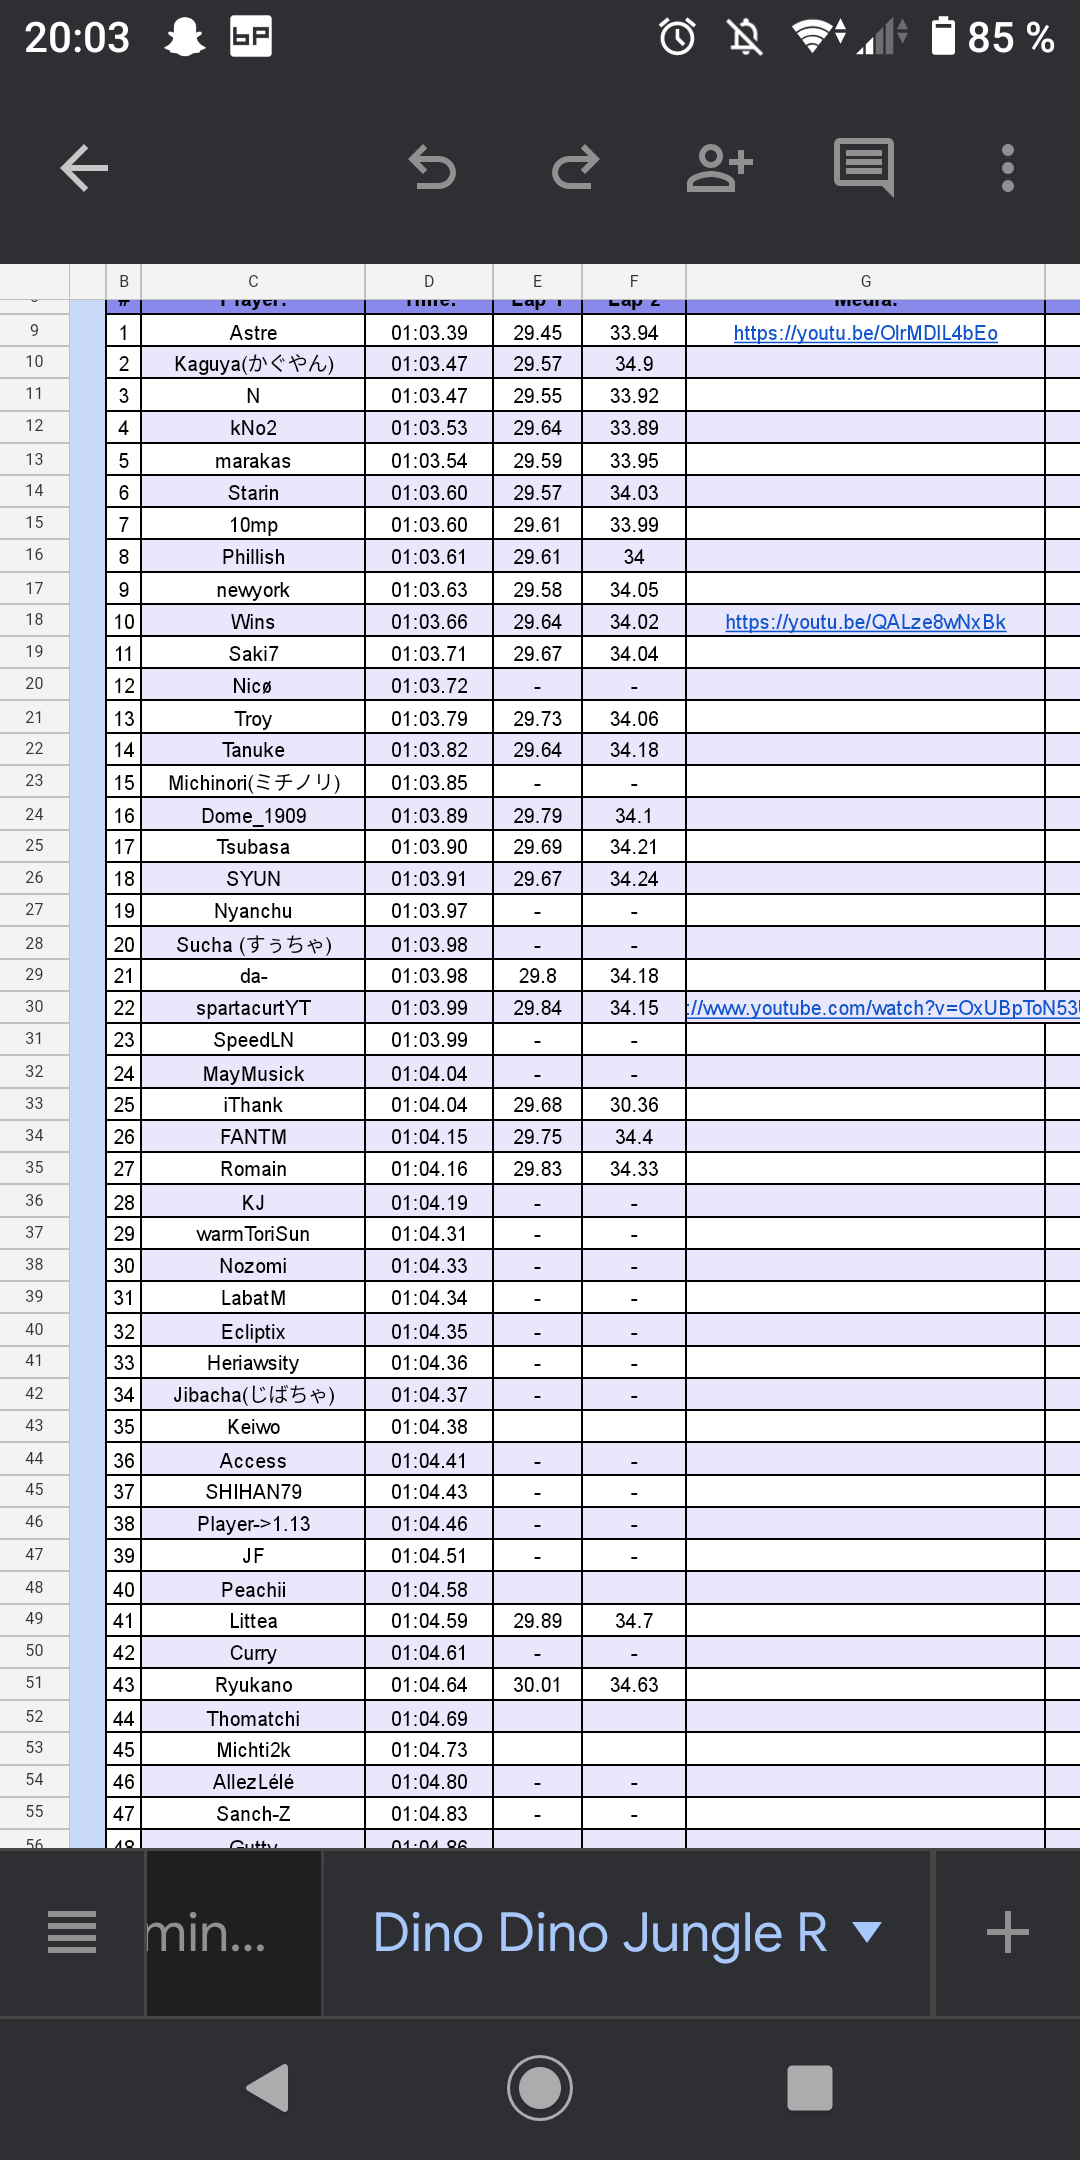 20:03 bP 85 %
B C D E F G
# Player: Time: Lap 1 Lap 2 Media:
9 1 Astre 01:03.39 29.45 33.94 https://youtu.be/OlrMDlL4bEo
10 2 Kaguya(かぐやん) 01:03.47 29.57 34.9
11 3 N 01:03.47 29.55 33.92
12 4 kNo2 01:03.53 29.64 33.89
13 5 marakas 01:03.54 29.59 33.95
14 6 Starin 01:03.60 29.57 34.03
15 7 10mp 01:03.60 29.61 33.99
16 8 Phillish 01:03.61 29.61 34
17 9 newyork 01:03.63 29.58 34.05
18 10 Wins 01:03.66 29.64 34.02 https://youtu.be/QALze8wNxBk
19 11 Saki7 01:03.71 29.67 34.04
20 12 Nicø 01:03.72 - -
21 13 Troy 01:03.79 29.73 34.06
22 14 Tanuke 01:03.82 29.64 34.18
23 15 Michinori(ミチノリ) 01:03.85 - -
24 16 Dome_1909 01:03.89 29.79 34.1
25 17 Tsubasa 01:03.90 29.69 34.21
26 18 SYUN 01:03.91 29.67 34.24
27 19 Nyanchu 01:03.97 - -
28 20 Sucha (すぅちゃ) 01:03.98 - -
29 21 da- 01:03.98 29.8 34.18
30 22 spartacurtYT 01:03.99 29.84 34.15 ://www.youtube.com/watch?v=OxUBpToN53
31 23 SpeedLN 01:03.99 - -
32 24 MayMusick 01:04.04 - -
33 25 iThank 01:04.04 29.68 30.36
34 26 FANTM 01:04.15 29.75 34.4
35 27 Romain 01:04.16 29.83 34.33
36 28 KJ 01:04.19 - -
37 29 warmToriSun 01:04.31 - -
38 30 Nozomi 01:04.33 - -
39 31 LabatM 01:04.34 - -
40 32 Ecliptix 01:04.35 - -
41 33 Heriawsity 01:04.36 - -
42 34 Jibacha(じばちゃ) 01:04.37 - -
43 35 Keiwo 01:04.38
44 36 Access 01:04.41 - -
45 37 SHIHAN79 01:04.43 - -
46 38 Player->1.13 01:04.46 - -
47 39 JF 01:04.51 - -
48 40 Peachii 01:04.58
49 41 Littea 01:04.59 29.89 34.7
50 42 Curry 01:04.61 - -
51 43 Ryukano 01:04.64 30.01 34.63
52 44 Thomatchi 01:04.69
53 45 Michti2k 01:04.73
54 46 AllezLélé 01:04.80 - -
55 47 Sanch-Z 01:04.83 - -
56 48 Gutty 01:04.86
min... Dino Dino Jungle R